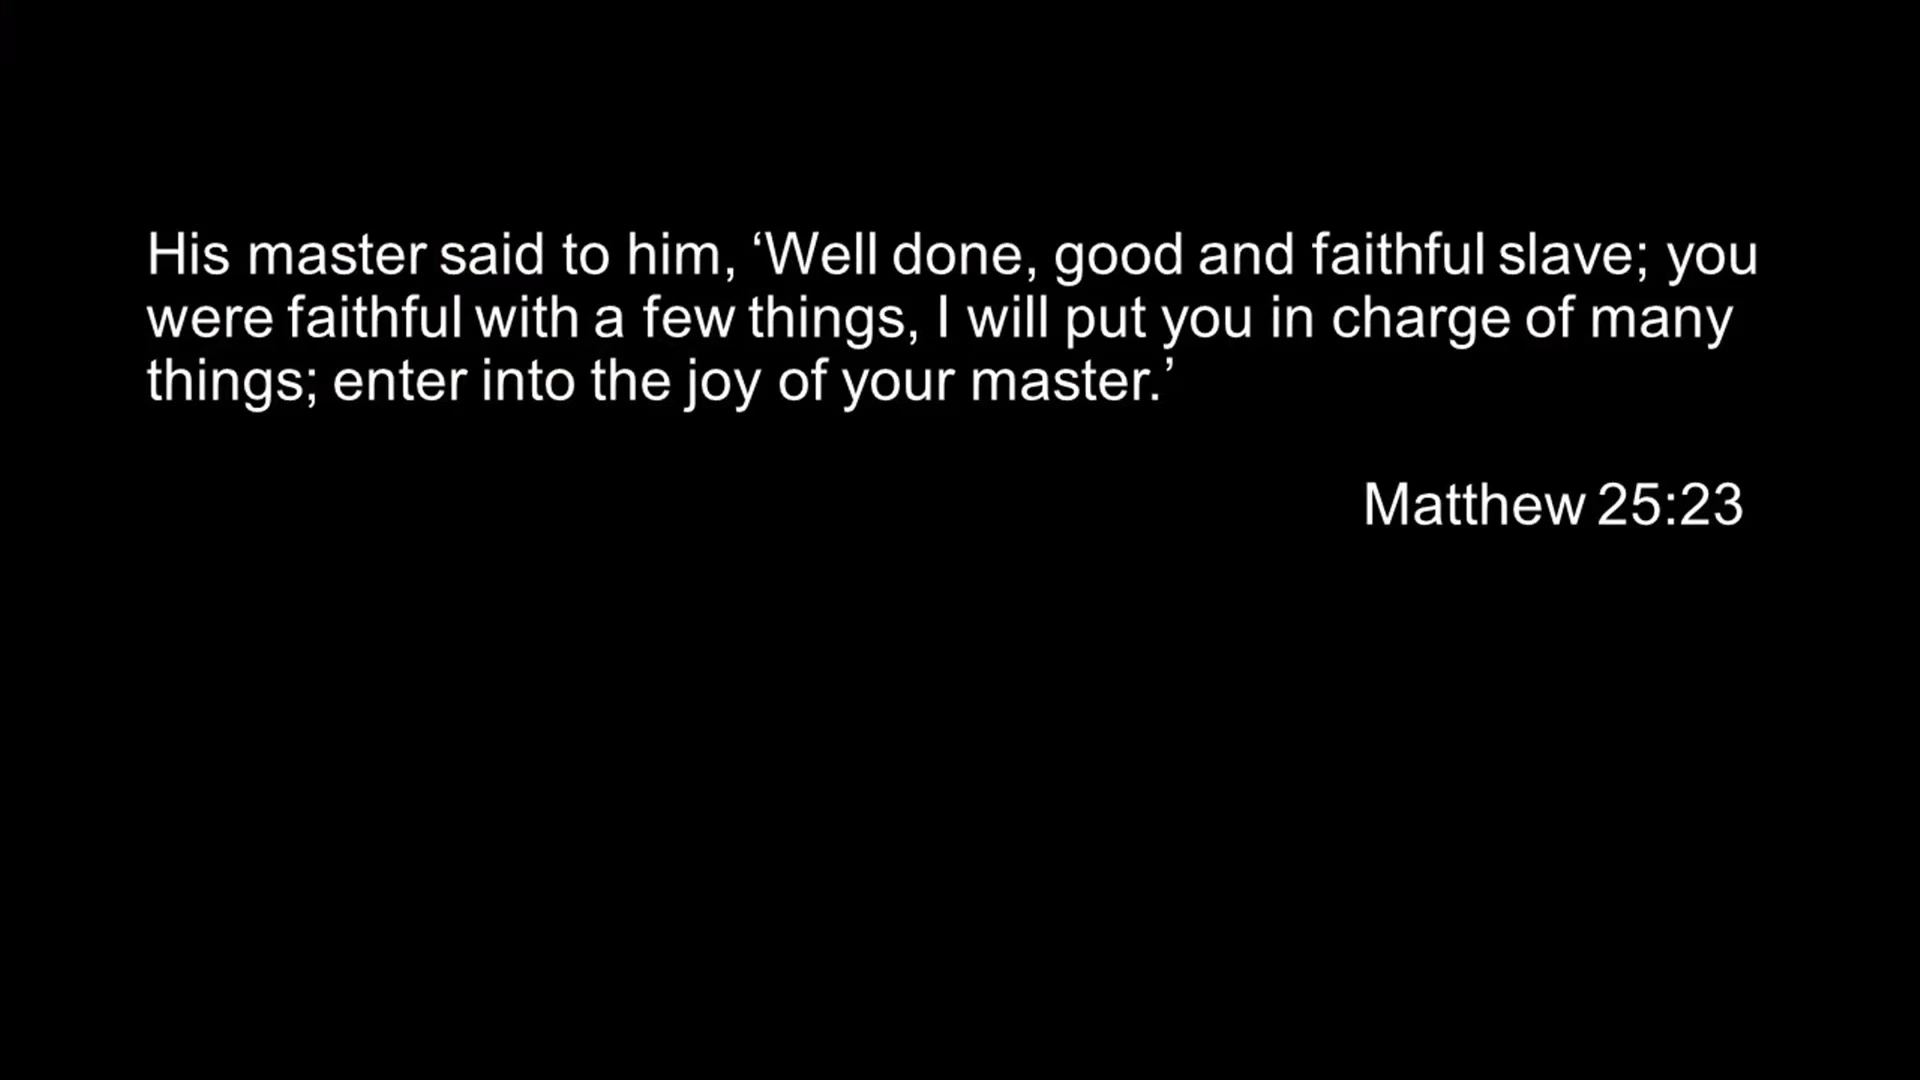 His master said to him, ‘Well done, good and faithful slave; you
were faithful with a few things, I will put you in charge of many
things; enter into the joy of your master.’
Matthew 25:23